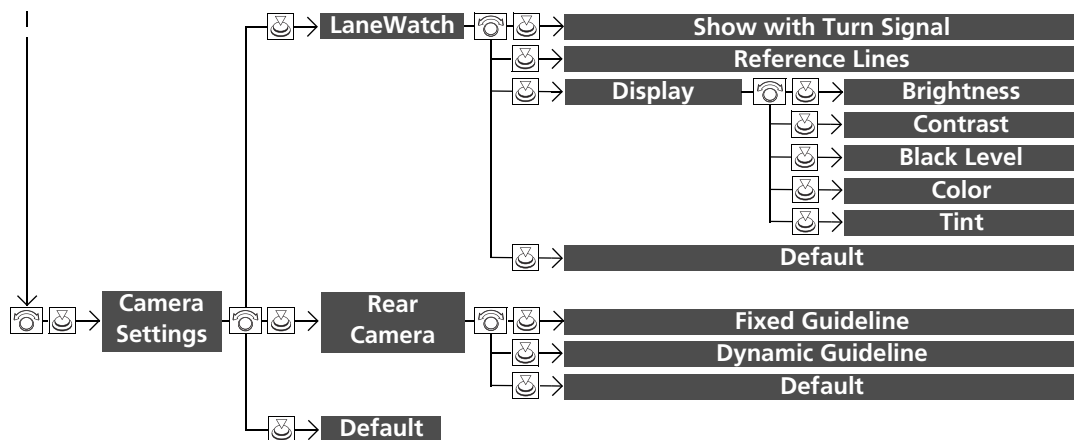 LaneWatch
Show with Turn Signal
Reference Lines
Display
Brightness
Contrast
Black Level
Color
Tint
Default
Camera
Settings
Rear
Camera
Fixed Guideline
Dynamic Guideline
Default
Default